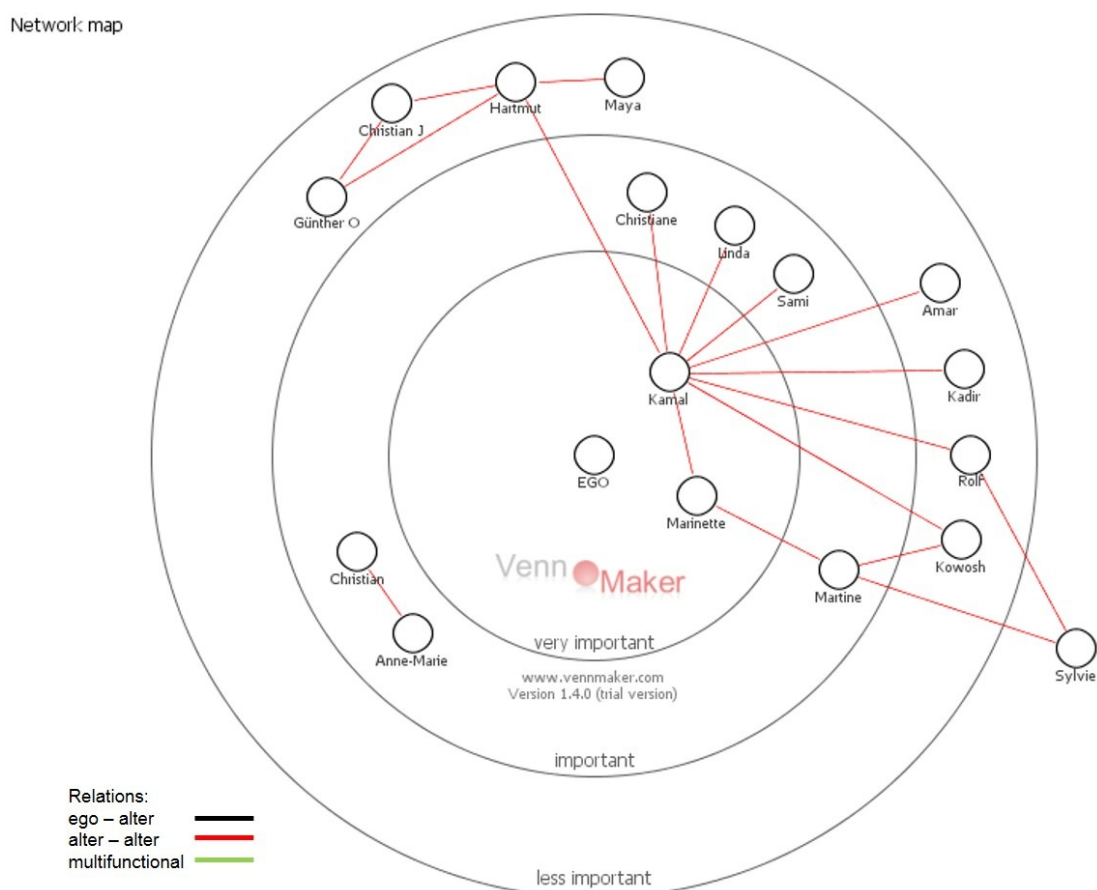 Network map
Hartmut
Maya
Christian J
Günther O
Christiane
Linda
Sami
Amar
Kamal
Kadir
EGO
Rolf
Marinette
Kowosh
Christian
Venn Maker
Martine
Anne-Marie
very important
Sylvie
www.vennmaker.com
Version 1.4.0 (trial version)
important
Relations:
ego – alter
alter – alter
multifunctional
less important